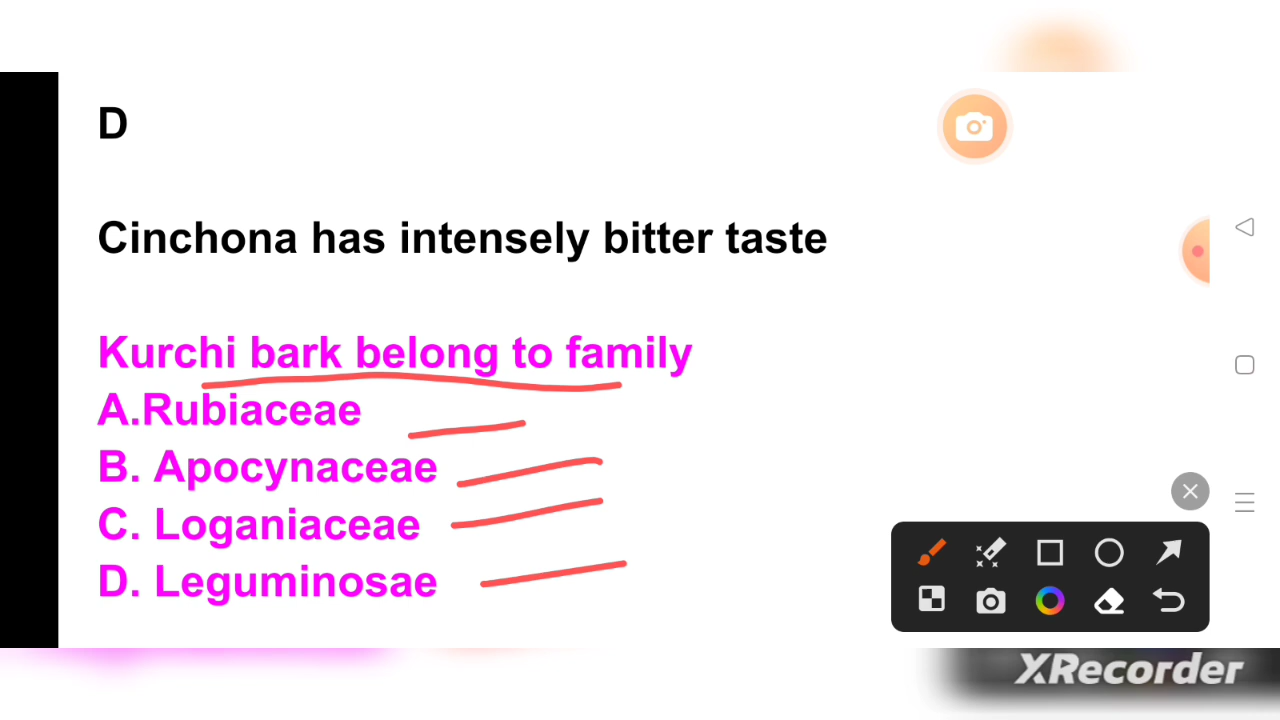 D
Cinchona has intensely bitter taste
Kurchi bark belong to family
A.Rubiaceae
B. Apocynaceae
C. Loganiaceae
D. Leguminosae
XRecorder